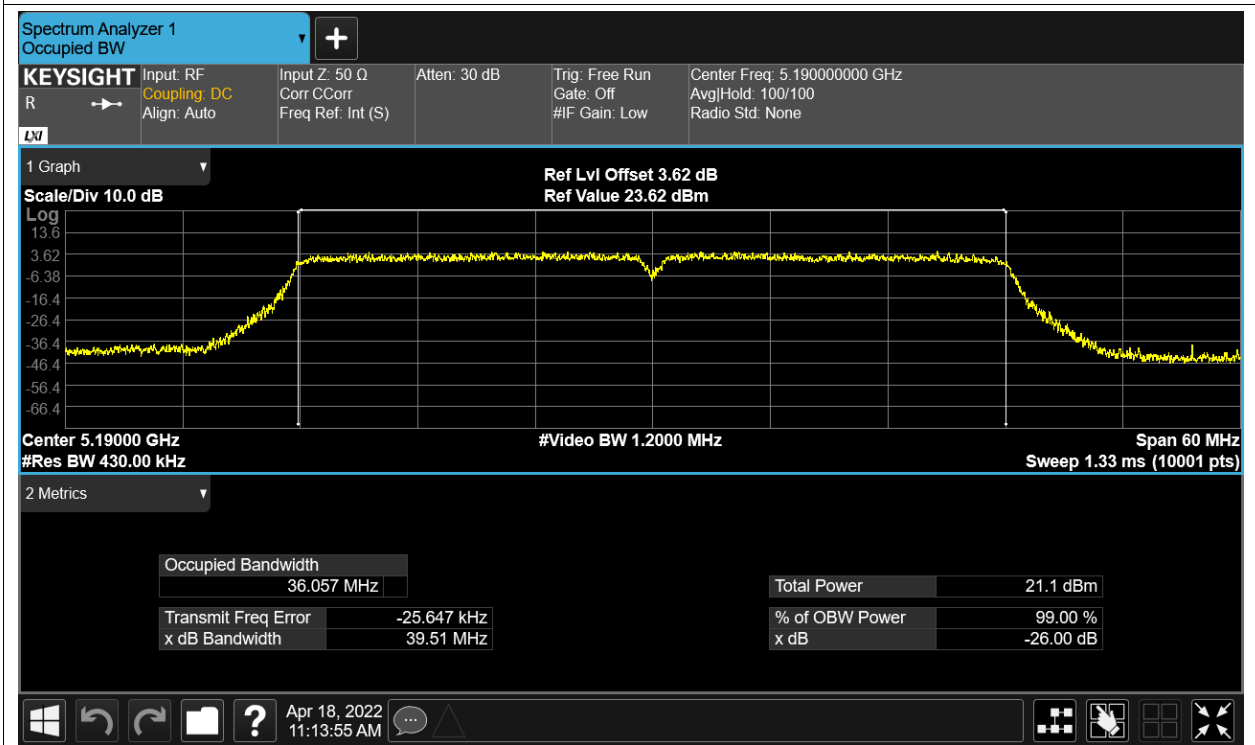 Spectrum Analyzer 1
Occupied BW
KEYSIGHT
R
LXI
Input: RF
Coupling: DC
Align: Auto
Input Z: 50 Ω
Corr CCorr
Freq Ref: Int (S)
Atten: 30 dB
Trig: Free Run
Gate: Off
#IF Gain: Low
Center Freq: 5.190000000 GHz
Avg|Hold: 100/100
Radio Std: None
1 Graph
Scale/Div 10.0 dB
Ref Lvl Offset 3.62 dB
Ref Value 23.62 dBm
Log
13.6
3.62
-6.38
-16.4
-26.4
-36.4
-46.4
-56.4
-66.4
Center 5.19000 GHz
#Video BW 1.2000 MHz
Span 60 MHz
#Res BW 430.00 kHz
Sweep 1.33 ms (10001 pts)
2 Metrics
Occupied Bandwidth
36.057 MHz
Total Power 21.1 dBm
Transmit Freq Error -25.647 kHz
% of OBW Power 99.00 %
x dB Bandwidth 39.51 MHz
x dB -26.00 dB
?
Apr 18, 2022
11:13:55 AM